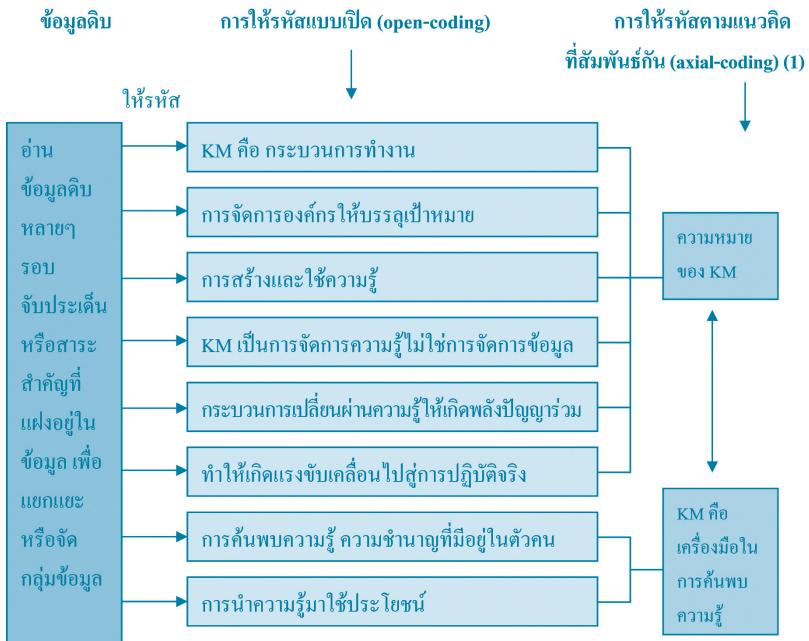 ข้อมูลดิบ
การให้รหัสแบบเปิด (open-coding)
การให้รหัสตามแนวคิด
ที่สัมพันธ์กัน (axial-coding) (1)
ให้รหัส
อ่าน
ข้อมูลดิบ
หลายๆ
รอบ
จับประเด็น
หรือสาระ
สำคัญที่
แฝงอยู่ใน
ข้อมูล เพื่อ
แยกแยะ
หรือจัด
กลุ่มข้อมูล
KM คือ กระบวนการทำงาน
การจัดการองค์กรให้บรรลุเป้าหมาย
การสร้างและใช้ความรู้
KM เป็นการจัดการความรู้ไม่ใช่การจัดการข้อมูล
กระบวนการเปลี่ยนผ่านความรู้ให้เกิดพลังปัญญาร่วม
ทำให้เกิดแรงขับเคลื่อนไปสู่การปฏิบัติจริง
การค้นพบความรู้ ความชำนาญที่มีอยู่ในตัวคน
การนำความรู้มาใช้ประโยชน์
ความหมาย
ของ KM
KM คือ
เครื่องมือใน
การค้นพบ
ความรู้